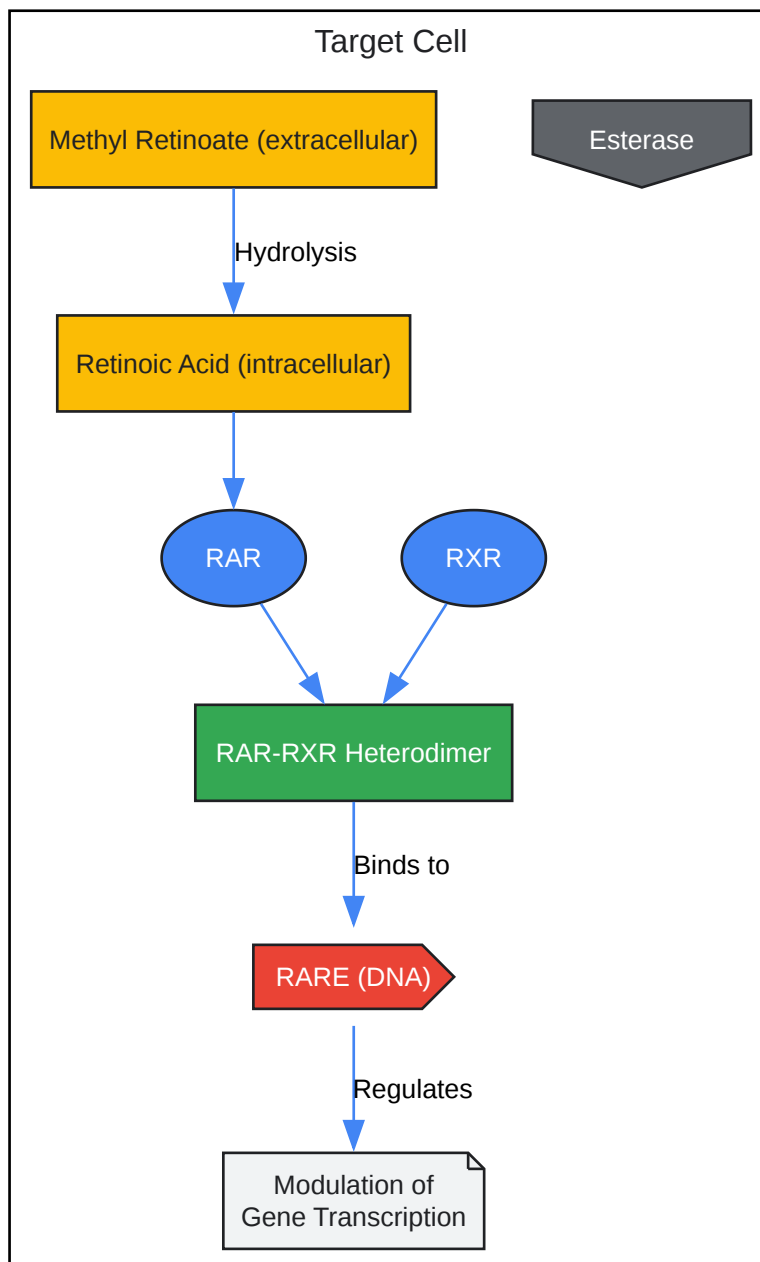 Target Cell
Methyl Retinoate (extracellular)
Esterase
Hydrolysis
Retinoic Acid (intracellular)
RAR
RXR
RAR-RXR Heterodimer
Binds to
RARE (DNA)
Regulates
Modulation of
Gene Transcription